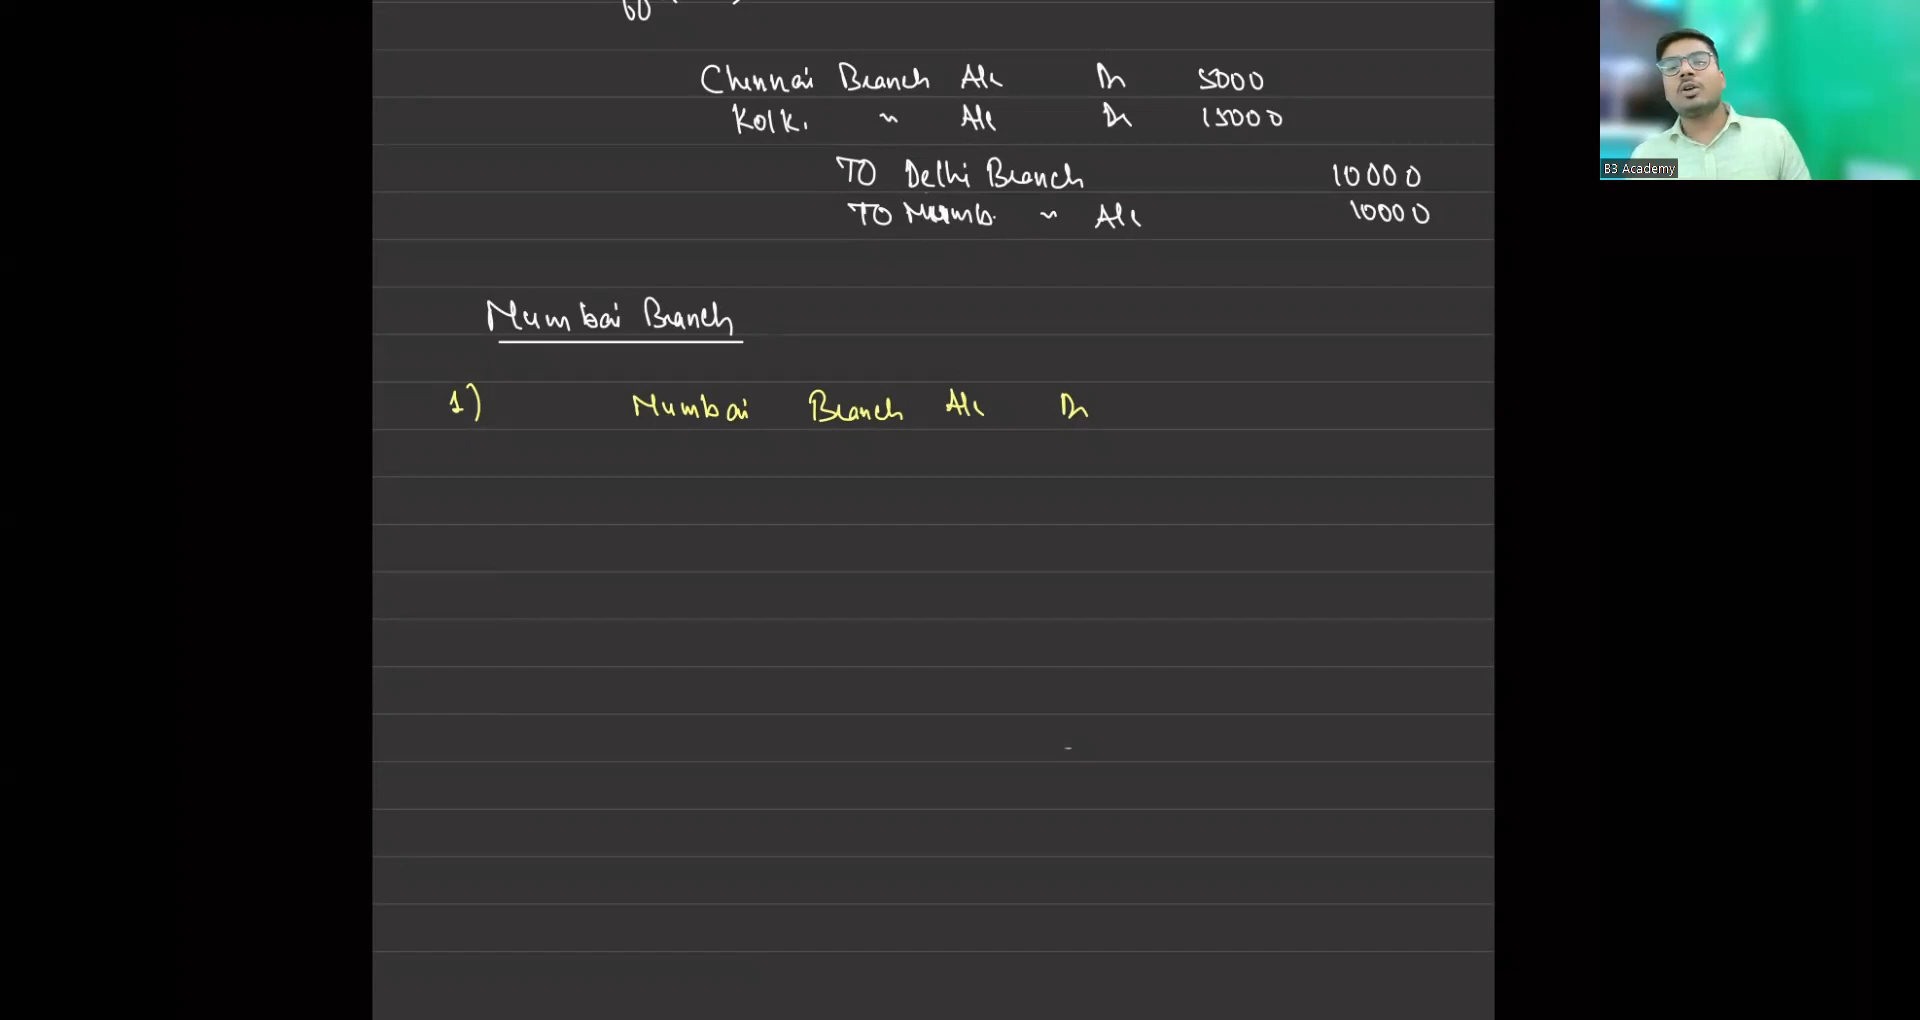 60
Chennai Branch A/c Dr 5000
Kolk. " A/c Dr 15000
TO Delhi Branch 10000
TO Mumb. " A/c 10000
Mumbai Branch
1) Mumbai Branch A/c Dr
B3 Academy